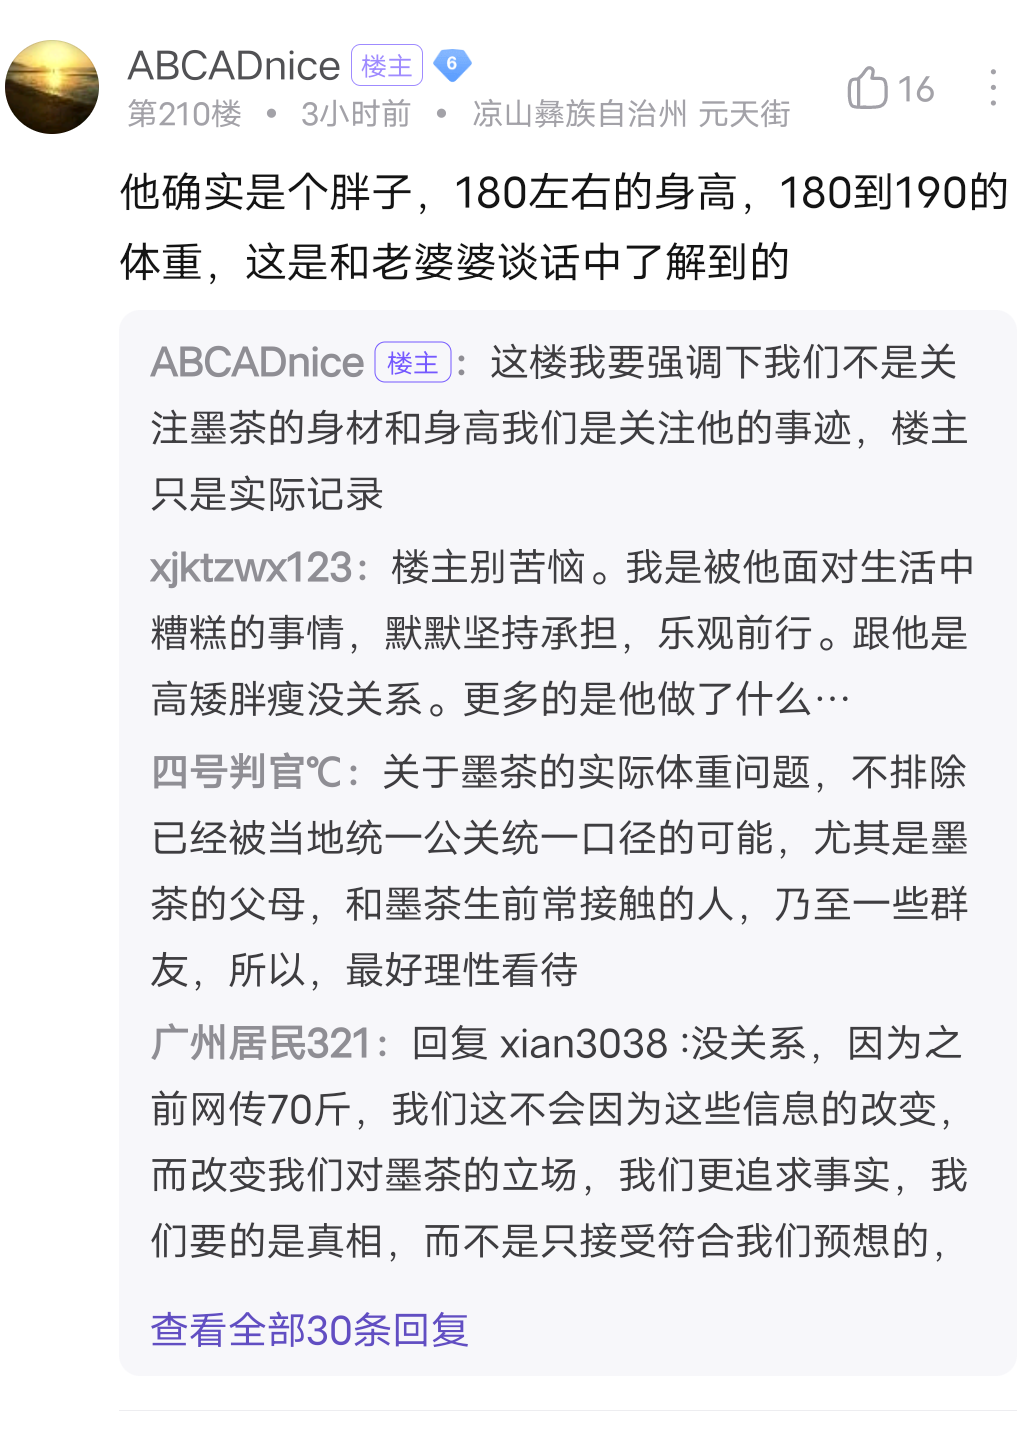 ABCADnice 楼主 6
16
第210楼 • 3小时前 • 凉山彝族自治州 元天街
他确实是个胖子，180左右的身高，180到190的
体重，这是和老婆婆谈话中了解到的
ABCADnice 楼主：这楼我要强调下我们不是关
注墨茶的身材和身高我们是关注他的事迹，楼主
只是实际记录
xjktzwx123：楼主别苦恼。我是被他面对生活中
糟糕的事情，默默坚持承担，乐观前行。跟他是
高矮胖瘦没关系。更多的是他做了什么…
四号判官℃：关于墨茶的实际体重问题，不排除
已经被当地统一公关统一口径的可能，尤其是墨
茶的父母，和墨茶生前常接触的人，乃至一些群
友，所以，最好理性看待
广州居民321：回复 xian3038 :没关系，因为之
前网传70斤，我们这不会因为这些信息的改变，
而改变我们对墨茶的立场，我们更追求事实，我
们要的是真相，而不是只接受符合我们预想的，
查看全部30条回复